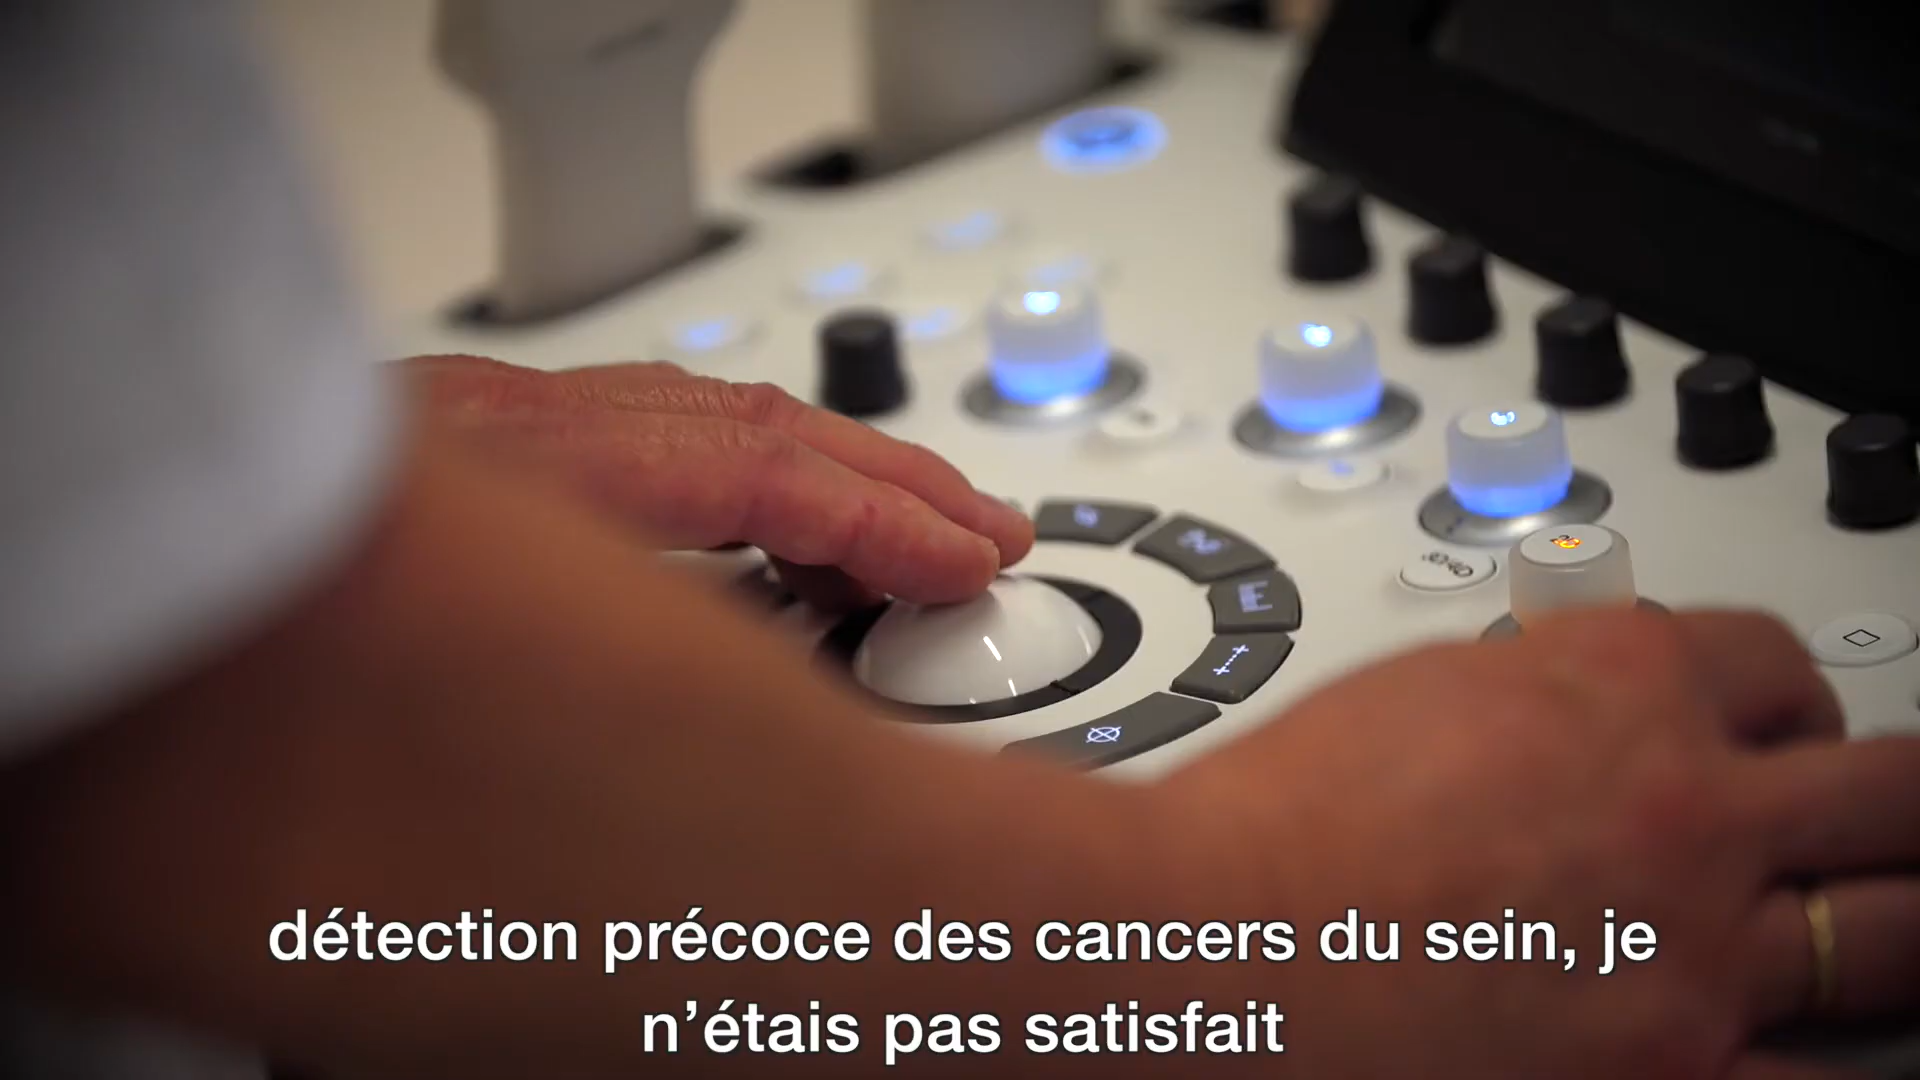 détection précoce des cancers du sein, je
n’étais pas satisfait